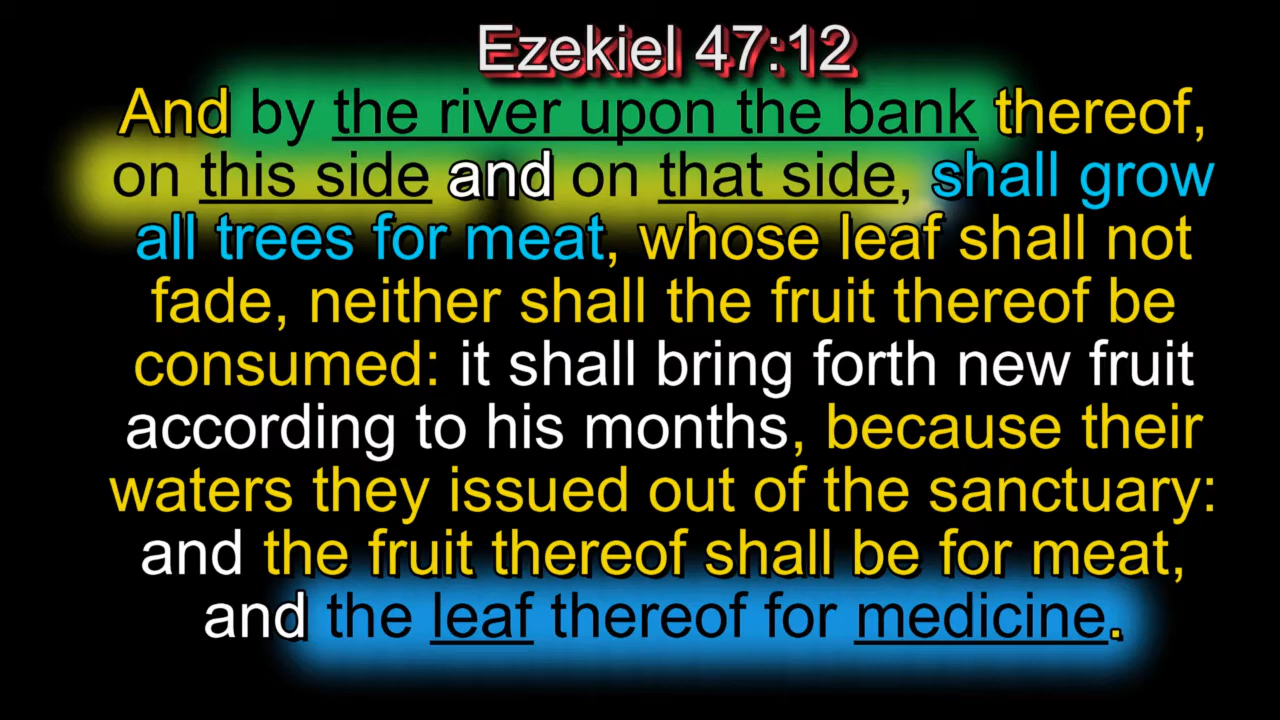 Ezekiel 47:12
And by the river upon the bank thereof,
on this side and on that side, shall grow
all trees for meat, whose leaf shall not
fade, neither shall the fruit thereof be
consumed: it shall bring forth new fruit
according to his months, because their
waters they issued out of the sanctuary:
and the fruit thereof shall be for meat,
and the leaf thereof for medicine.